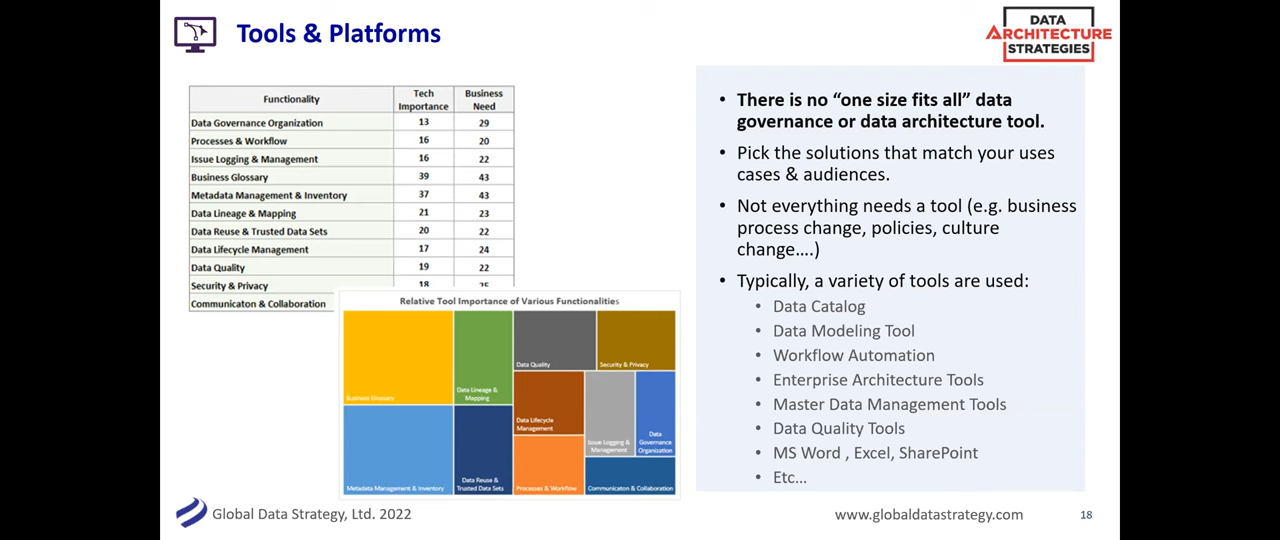 Tools & Platforms
DATA
ARCHITECTURE
STRATEGIES
Functionality Tech Importance Business Need
Data Governance Organization 13 29
Processes & Workflow 16 20
Issue Logging & Management 16 22
Business Glossary 39 43
Metadata Management & Inventory 37 43
Data Lineage & Mapping 21 23
Data Reuse & Trusted Data Sets 20 22
Data Lifecycle Management 17 24
Data Quality 19 22
Security & Privacy 18
Communicaton & Collaboration
Relative Tool Importance of Various Functionalities
Business Glossary
Data Lineage &
Mapping
Data Quality
Security & Privacy
Metadata Management & Inventory
Data Reuse &
Trusted Data Sets
Data Lifecycle
Management
Processes & Workflow
Issue Logging &
Management
Data
Governance
Organization
Communicaton & Collaboration
• There is no “one size fits all” data
governance or data architecture tool.
• Pick the solutions that match your uses
cases & audiences.
• Not everything needs a tool (e.g. business
process change, policies, culture
change….)
• Typically, a variety of tools are used:
• Data Catalog
• Data Modeling Tool
• Workflow Automation
• Enterprise Architecture Tools
• Master Data Management Tools
• Data Quality Tools
• MS Word , Excel, SharePoint
• Etc...
Global Data Strategy, Ltd. 2022
www.globaldatastrategy.com
18